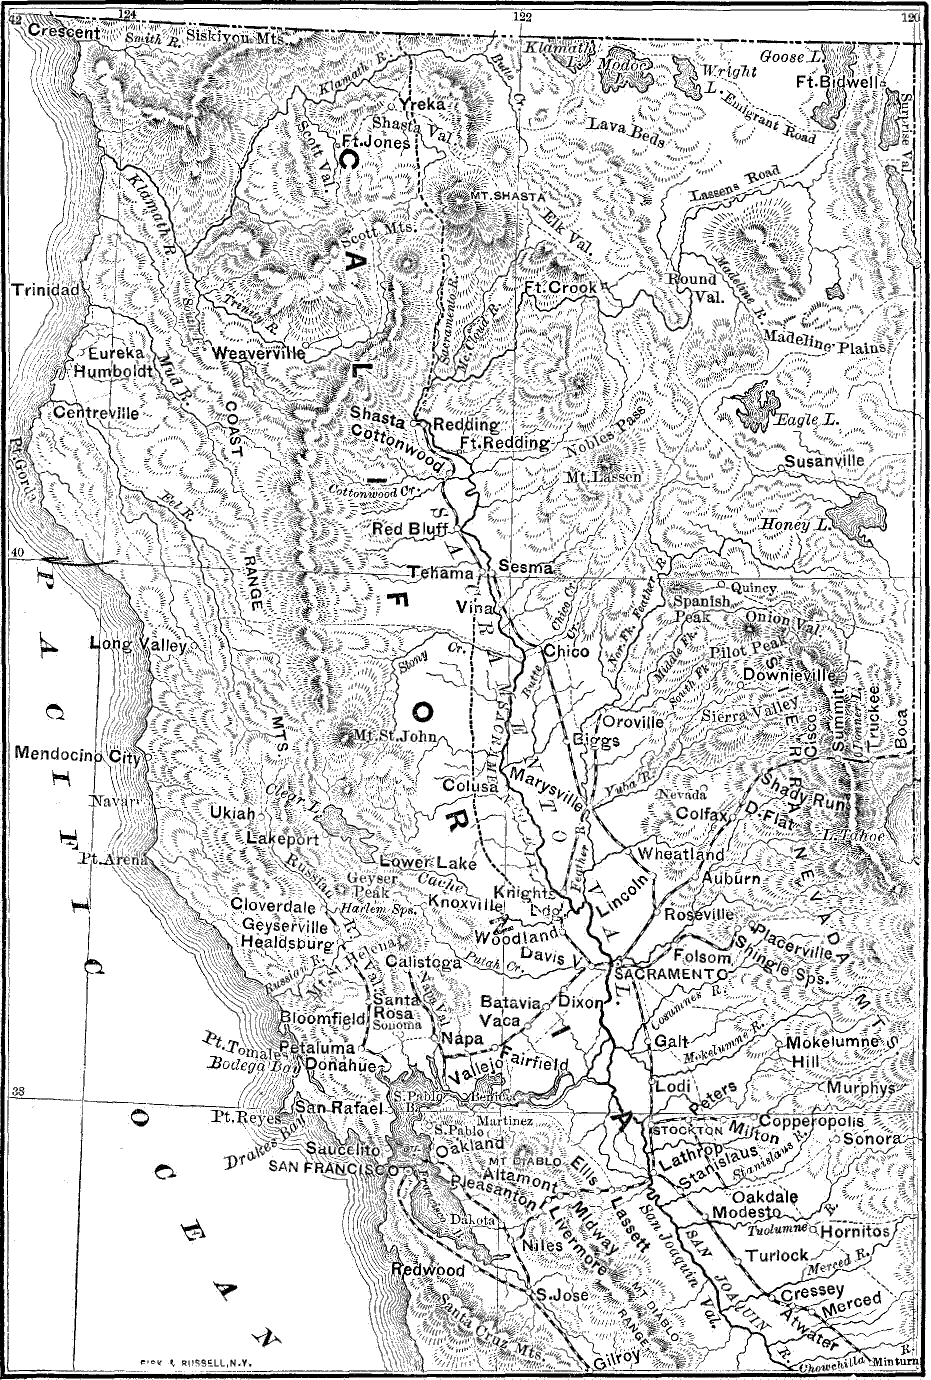 42
124
122
120
Crescent
Smith R.
Siskiyou Mts.
Klamath R.
Butte
Cr.
Klamath
L.
Modoc
L.
Wright
L.
Goose L.
Ft. Bidwell
Emigrant Road
Surprise Val.
Yreka
Shasta Val.
Ft. Jones
Scott Val.
Lava Beds
Lassens Road
MT. SHASTA
Elk Val.
Klamath R.
Scott Mts.
Trinidad
Trinity R.
Sacramento R.
Mc. Cloud R.
Ft. Crook
Round
Val.
Madeline R.
Madeline Plains
Eureka
Humboldt
Mud R.
Weaverville
Centreville
COAST
RANGE
MTS
Shasta
Redding
Cottonwood
Ft. Redding
Nobles Pass
Eagle L.
Pt. Gorda
Eel R.
Cottonwood Cr.
Mt. Lassen
Susanville
Red Bluff
Honey L.
40
Tehama
Sesma
Vina
Chico Cr.
Nor. Fk. Feather R.
Quincy
Spanish
Peak
Onion Val.
Middle Fk.
Pilot Peak
South Fk.
Downieville
Long Valley
Stony
Cr.
Chico
Butte
Cr.
Mt. St. John
Oroville
Biggs
Sierra Valley
Cisco
Summit
Donner L.
Truckee
Boca
Mendocino City
Colusa
Marysville
Yuba R.
Nevada
Colfax
Shady Run
D. Flat
L. Tahoe
Ukiah
Clear L.
Lakeport
Pt. Arena
Russian
R.
Lower Lake
Geyser
Peak
Cache
Knoxville
Knights
Ldg.
Feather R.
Wheatland
Lincoln
Auburn
Cloverdale
Harlem Sps.
Geyserville
Healdsburg
Woodland
Roseville
Placerville
Folsom
Shingle Sps.
Russian R.
Mt. St. Helena
Calistoga
Putah Cr.
Davis V.
SACRAMENTO
Santa
Rosa
Sonoma
Napa Val.
Batavia
Dixon
Vaca
Cosumnes R.
Bloomfield
Napa
Galt
Mokelumne R.
Mokelumne
Hill
Pt. Tomales
Petaluma
Bodega Bay
Donahue
Vallejo
Fairfield
38
Lodi
Peters
Murphys
S. Pablo
B.
Benicia
Pt. Reyes
San Rafael
Martinez
STOCKTON
Milton
Copperopolis
Sonora
Drakes Bay
Saucelito
S. Pablo
Oakland
MT DIABLO
SAN FRANCISCO
Lathrop
Stanislaus
Stanislaus R.
Altamont
Pleasanton
Ellis
Midway
Livermore
Lassett
Dakota
Niles
Oakdale
Modesto
Tuolumne
R.
Hornitos
Turlock
Redwood
Merced R.
S. Jose
Cressey
Merced
Atwater
MT DIABLO
RANGE
San Joaquin Val.
SAN JOAQUIN
R.
Santa Cruz Mts.
Gilroy
Chowchilla
R.
Minturn
CALIFORNIA
SACRAMENTO
VAL.
SIERRA NEVADA MTS
PACIFIC
OCEAN
FISK & RUSSELL, N.Y.